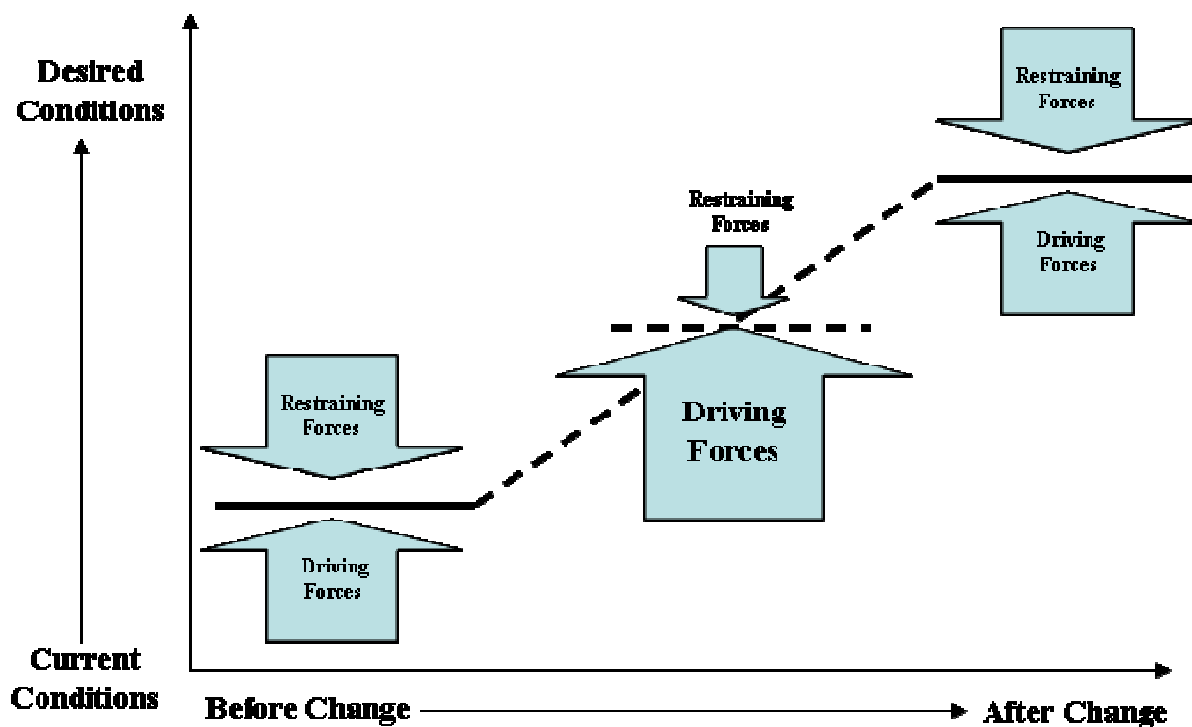 Desired
Conditions
Restraining
Forces
Restraining
Forces
Driving
Forces
Restraining
Forces
Driving
Forces
Driving
Forces
Current
Conditions
Before Change
After Change